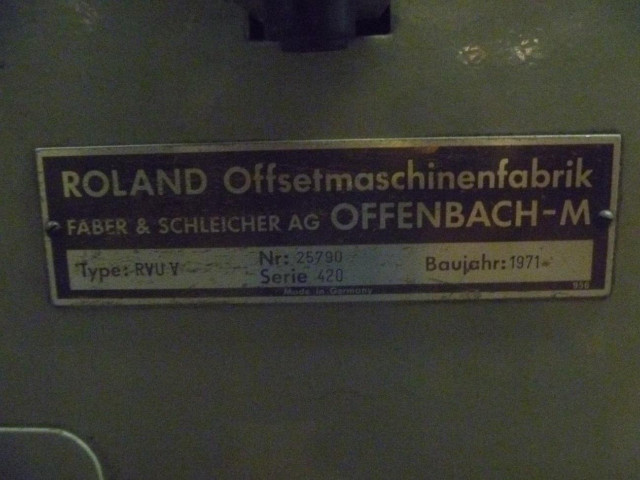 ROLAND Offsetmaschinenfabrik
FABER & SCHLEICHER AG OFFENBACH-M
Type: RVU V Nr: 25790 Baujahr: 1971
Serie 420
Made in Germany